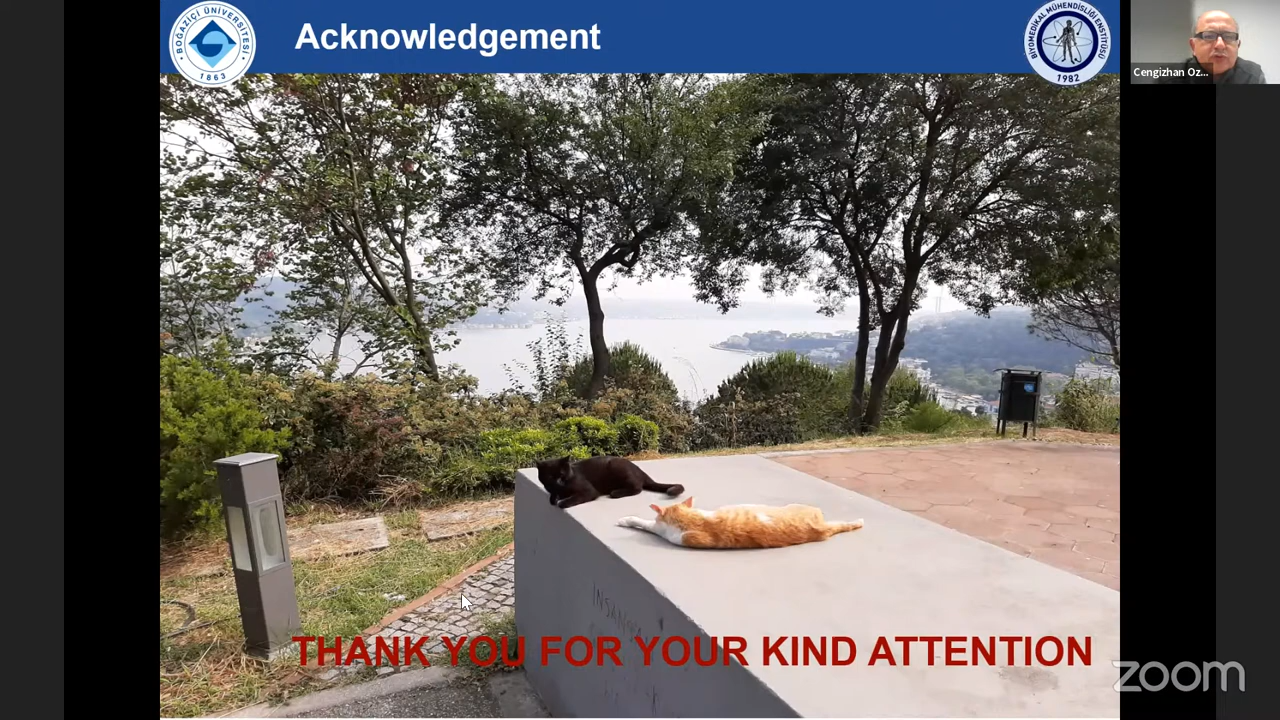 BOĞAZİÇİ ÜNİVERSİTESİ
1863
Acknowledgement
BİYOMEDİKAL MÜHENDİSLİĞİ ENSTİTÜSÜ
1982
Cengizhan Oz...
THANK YOU FOR YOUR KIND ATTENTION
zoom